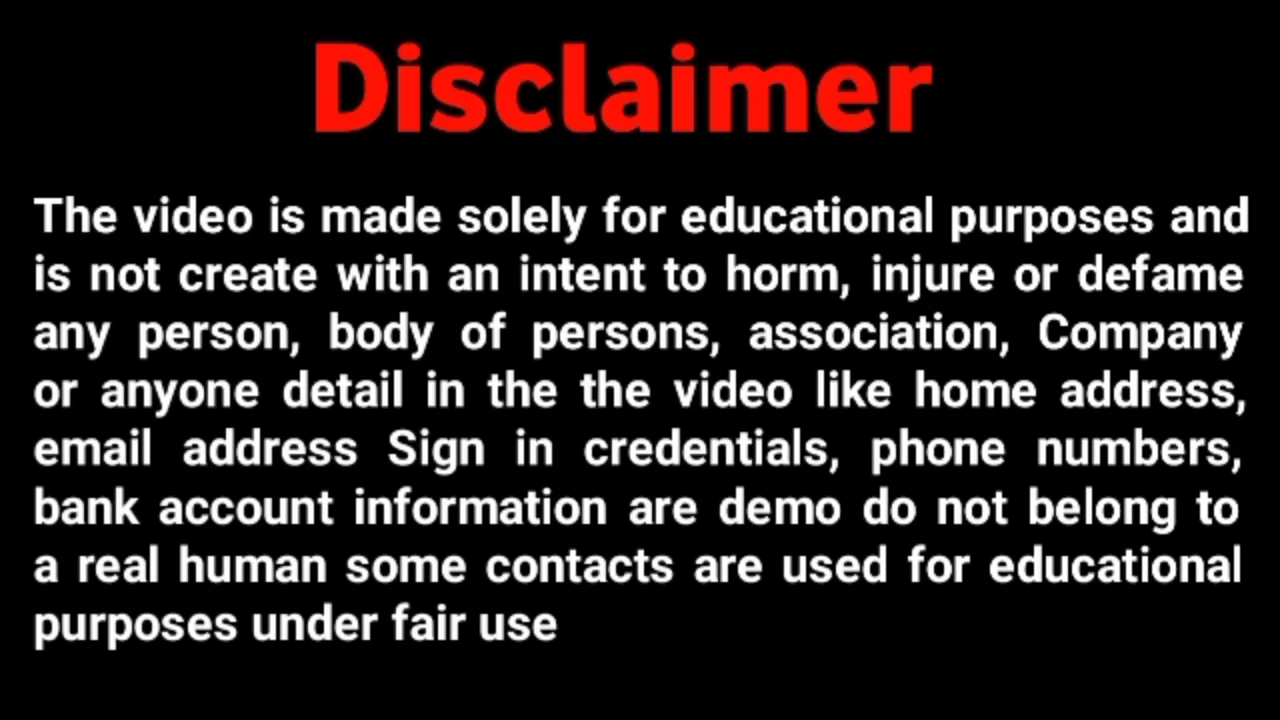 Disclaimer
The video is made solely for educational purposes and
is not create with an intent to horm, injure or defame
any person, body of persons, association, Company
or anyone detail in the the video like home address,
email address Sign in credentials, phone numbers,
bank account information are demo do not belong to
a real human some contacts are used for educational
purposes under fair use